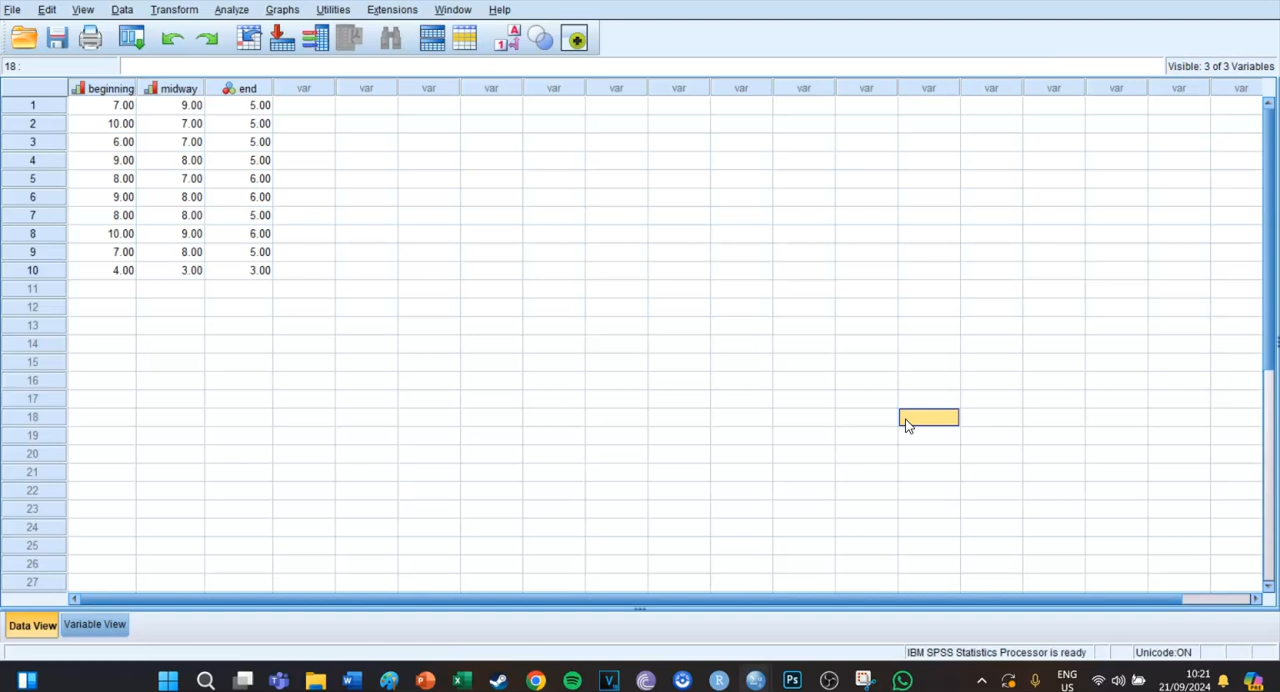 File Edit View Data Transform Analyze Graphs Utilities Extensions Window Help
18 : Visible: 3 of 3 Variables
beginning midway end var var var var var var var var var var var var var var var var
1 7.00 9.00 5.00
2 10.00 7.00 5.00
3 6.00 7.00 5.00
4 9.00 8.00 5.00
5 8.00 7.00 6.00
6 9.00 8.00 6.00
7 8.00 8.00 5.00
8 10.00 9.00 6.00
9 7.00 8.00 5.00
10 4.00 3.00 3.00
11
12
13
14
15
16
17
18
19
20
21
22
23
24
25
26
27
Data View Variable View
IBM SPSS Statistics Processor is ready Unicode:ON
ENG 10:21
US 21/09/2024